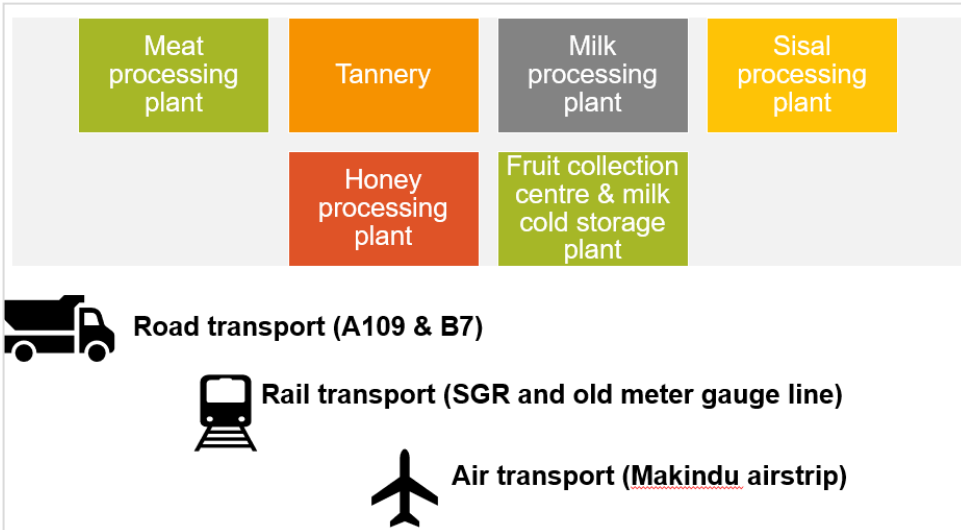 Meat
processing
plant
Tannery
Milk
processing
plant
Sisal
processing
plant
Honey
processing
plant
Fruit collection
centre & milk
cold storage
plant
Road transport (A109 & B7)
Rail transport (SGR and old meter gauge line)
Air transport (Makindu airstrip)